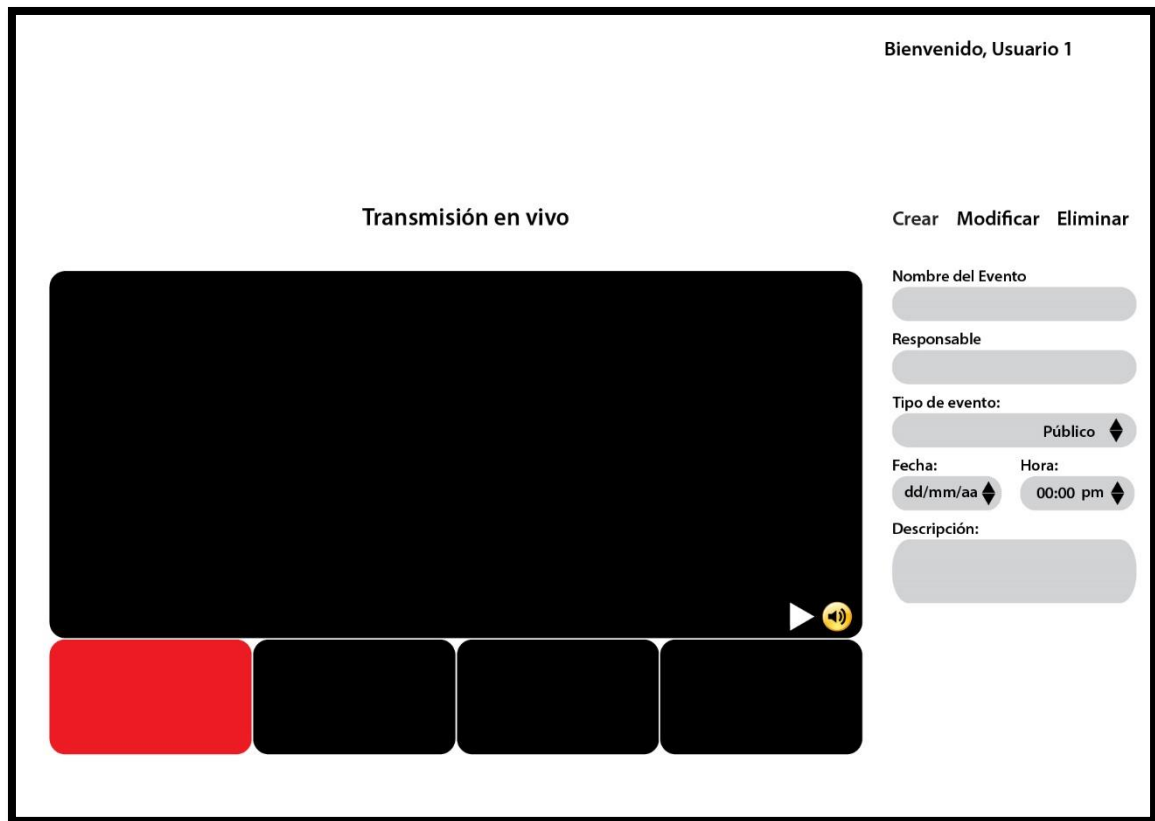 Bienvenido, Usuario 1
Transmisión en vivo
Crear Modificar Eliminar
Nombre del Evento
Responsable
Tipo de evento:
Público
Fecha: Hora:
dd/mm/aa 00:00 pm
Descripción: